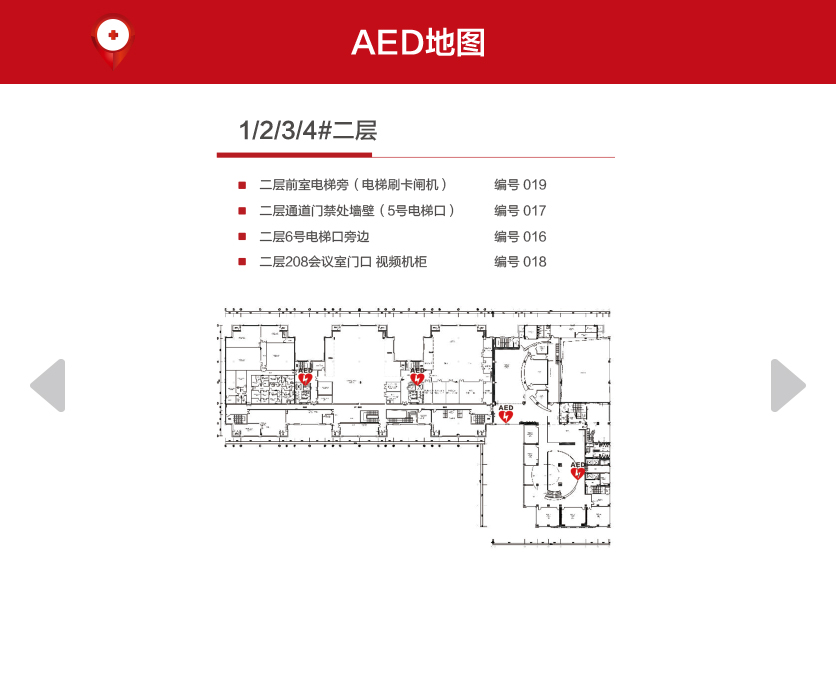 AED地图
1/2/3/4#二层
二层前室电梯旁（电梯刷卡闸机） 编号 019
二层通道门禁处墙壁（5号电梯口） 编号 017
二层6号电梯口旁边 编号 016
二层208会议室门口 视频机柜 编号 018
AED
AED
AED
AED